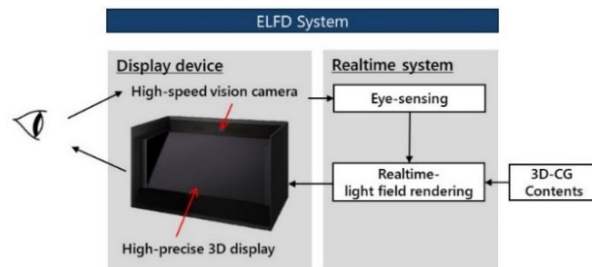 ELFD System
Display device
High-speed vision camera
High-precise 3D display
Realtime system
Eye-sensing
Realtime-
light field rendering
3D-CG
Contents